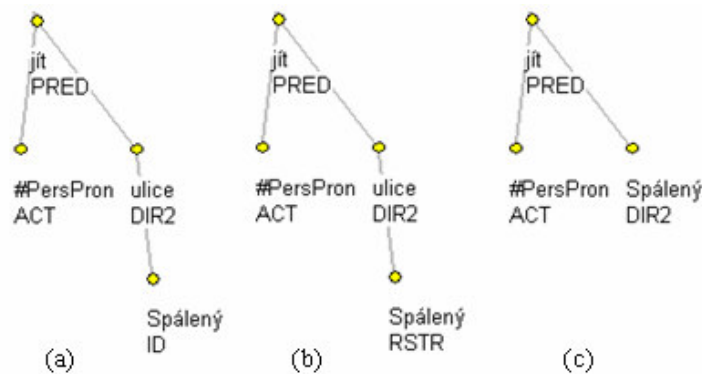 jít
PRED
#PersPron
ACT
ulice
DIR2
Spálený
ID
(a)
jít
PRED
#PersPron
ACT
ulice
DIR2
Spálený
RSTR
(b)
jít
PRED
#PersPron
ACT
Spálený
DIR2
(c)